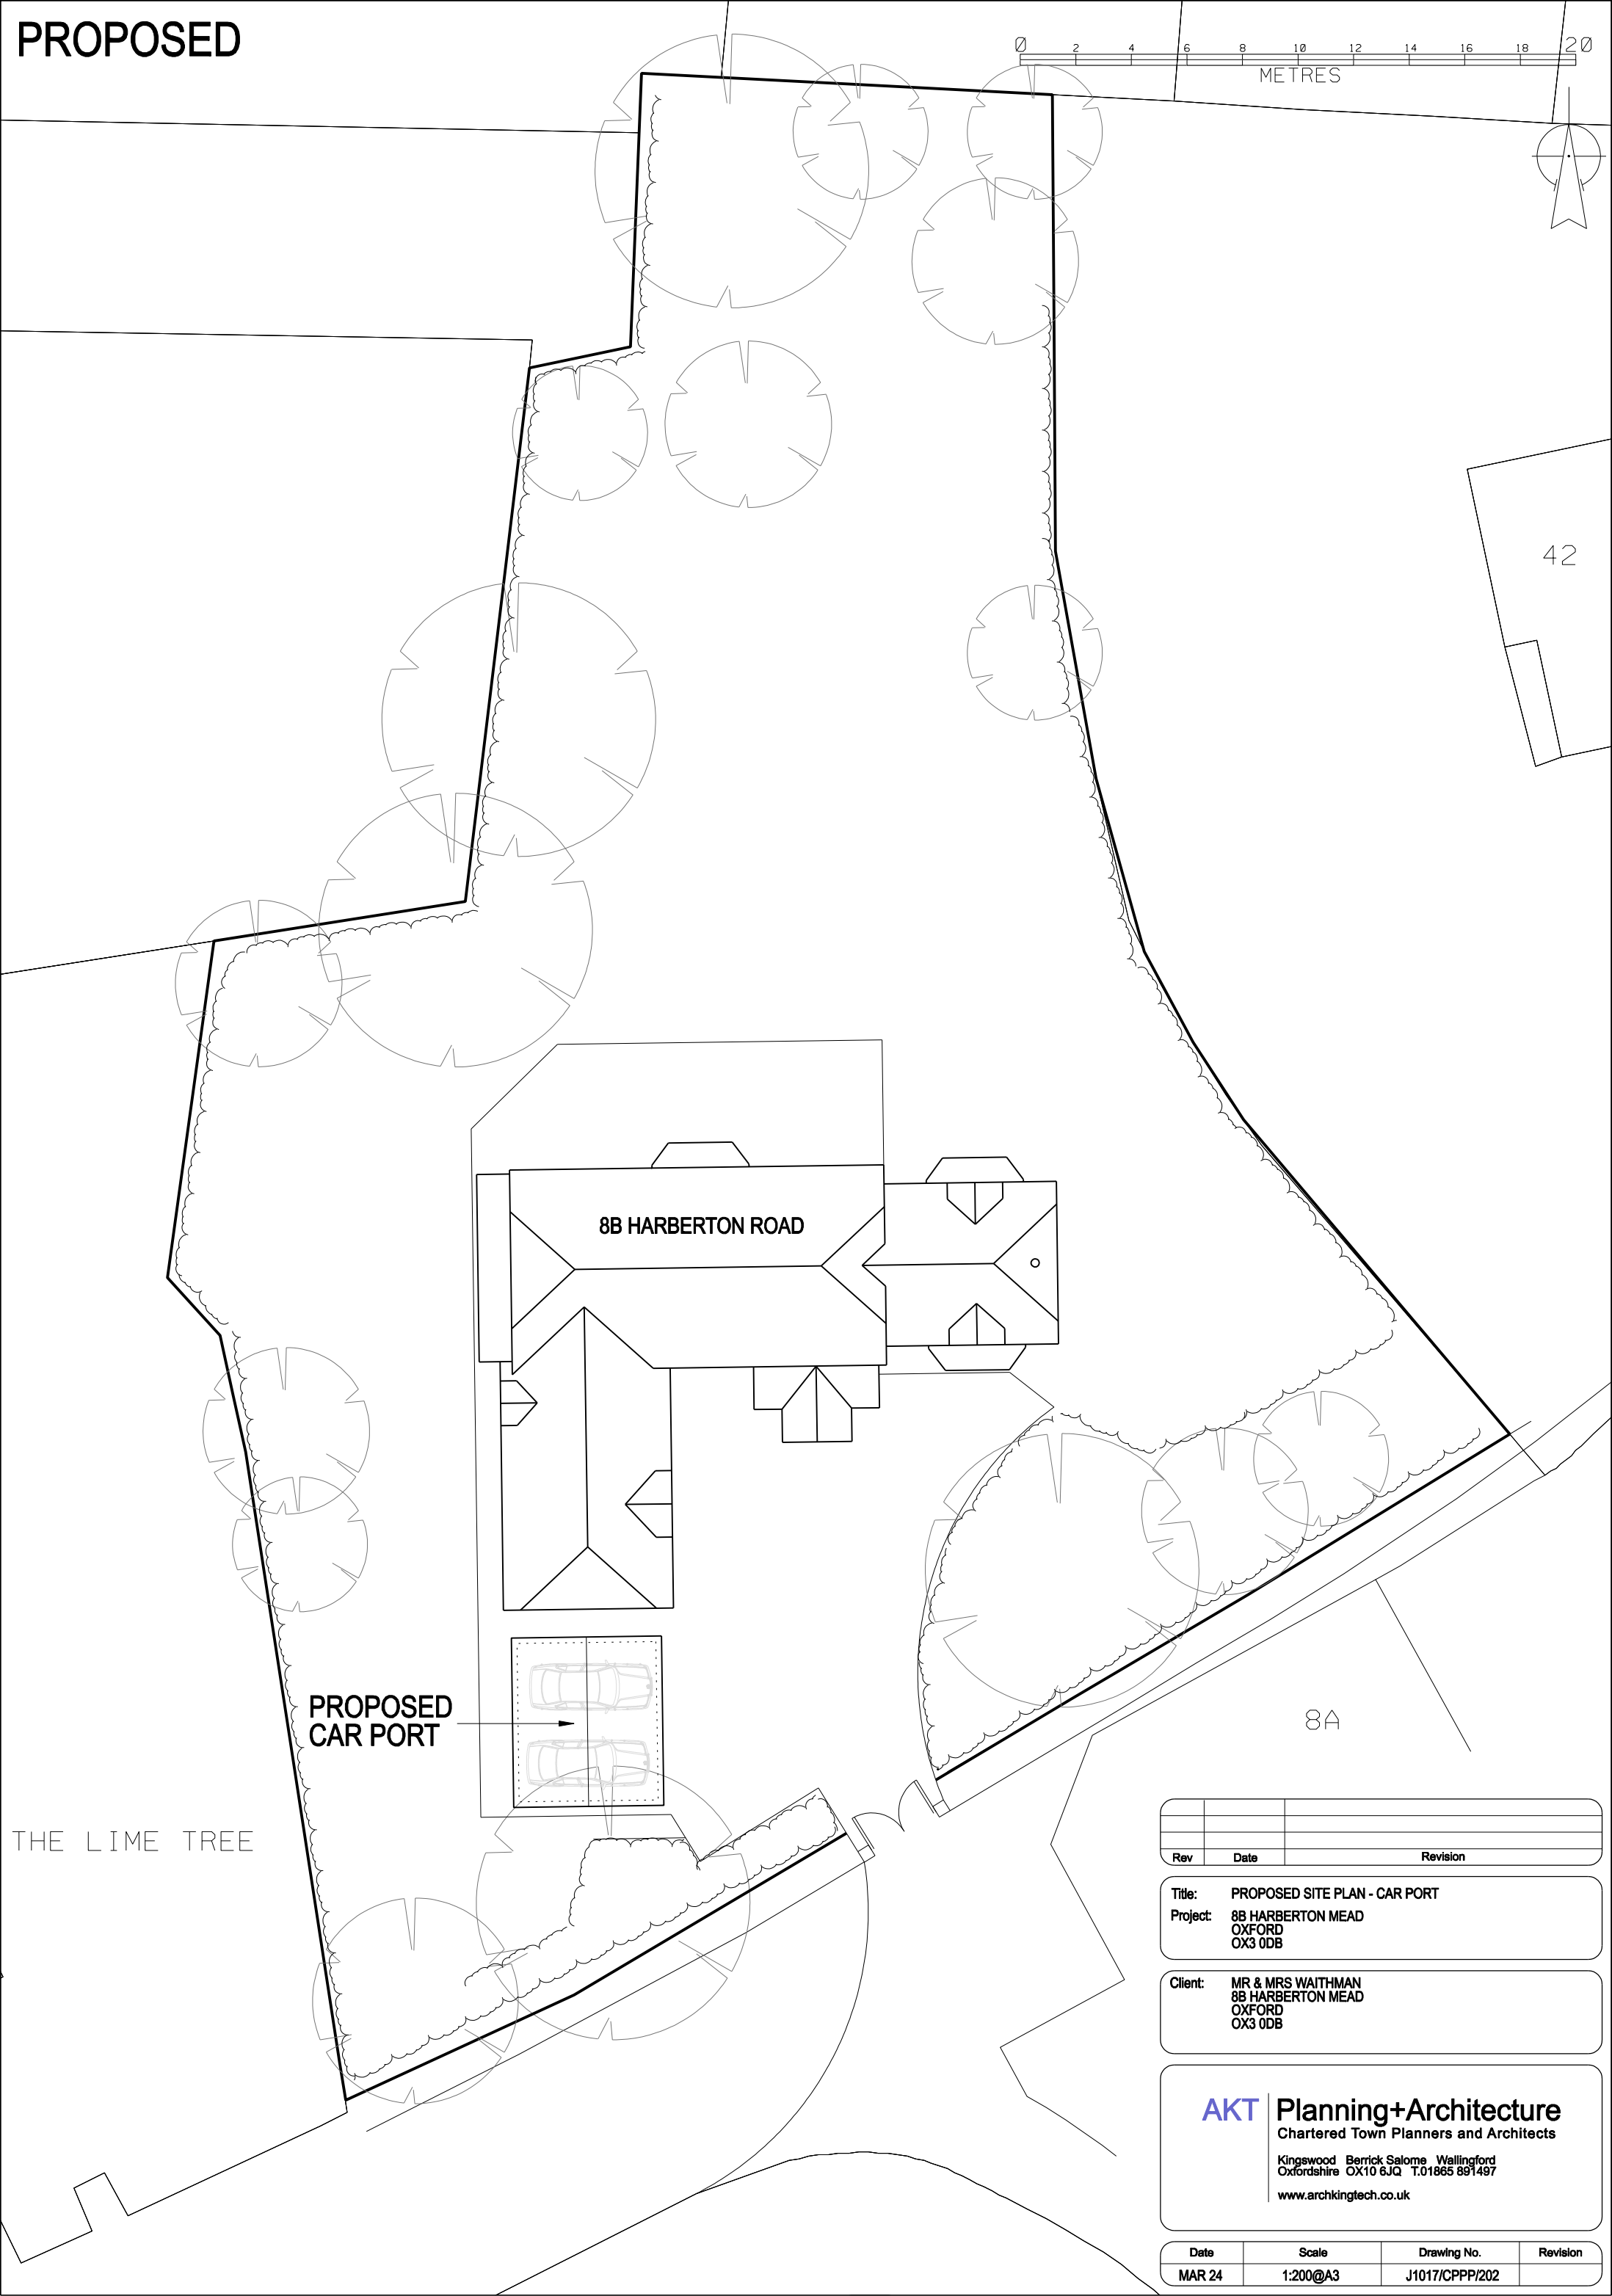 PROPOSED
0 2 4 6 8 10 12 14 16 18 20
METRES
42
8B HARBERTON ROAD
PROPOSED
CAR PORT
8A
THE LIME TREE
Rev Date Revision
Title: PROPOSED SITE PLAN - CAR PORT
Project: 8B HARBERTON MEAD
OXFORD
OX3 0DB
Client: MR & MRS WAITHMAN
8B HARBERTON MEAD
OXFORD
OX3 0DB
AKT Planning+Architecture
Chartered Town Planners and Architects
Kingswood Berrick Salome Wallingford
Oxfordshire OX10 6JQ T.01865 891497
www.archkingtech.co.uk
Date Scale Drawing No. Revision
MAR 24 1:200@A3 J1017/CPPP/202